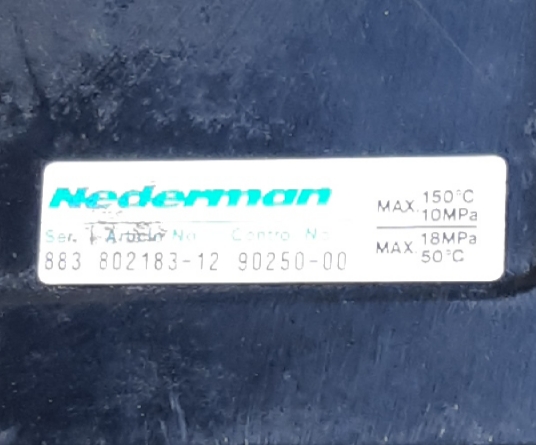 Nederman
Ser. Article No. Control No.
883 802183-12 90250-00
MAX. 150°C
10MPa
MAX. 18MPa
50°C